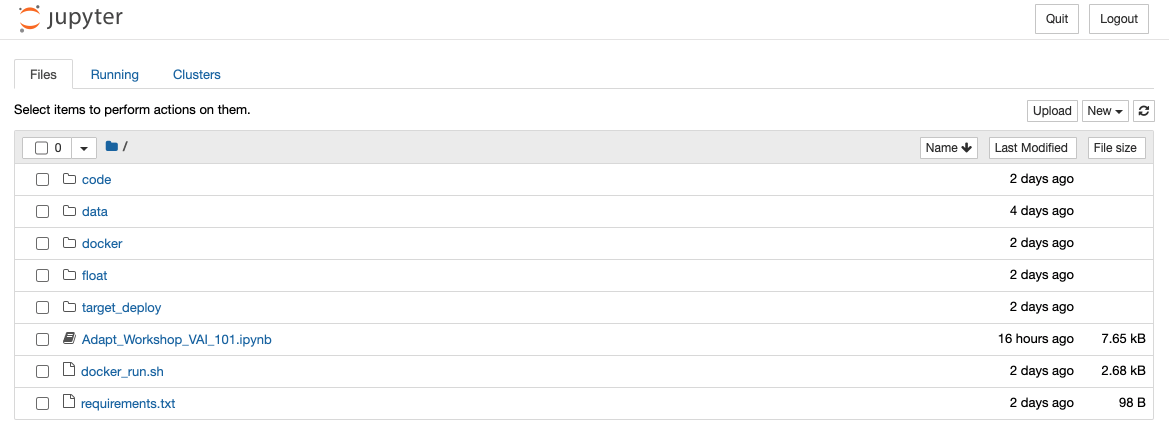 jupyter Quit Logout
Files Running Clusters
Select items to perform actions on them. Upload New
0 / Name Last Modified File size
code 2 days ago
data 4 days ago
docker 2 days ago
float 2 days ago
target_deploy 2 days ago
Adapt_Workshop_VAI_101.ipynb 16 hours ago 7.65 kB
docker_run.sh 2 days ago 2.68 kB
requirements.txt 2 days ago 98 B